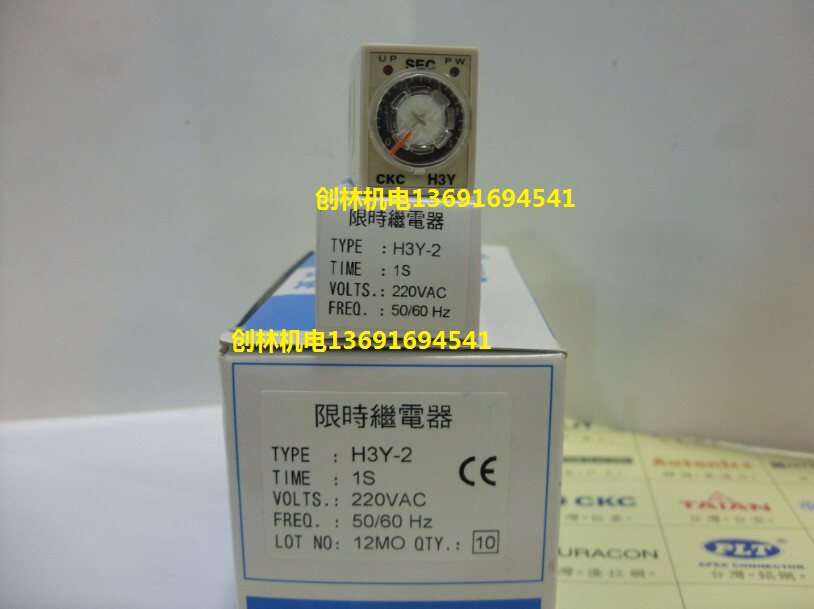 UP SEC PW
CKC H3Y
创林机电13691694541
限時繼電器
TYPE : H3Y-2
TIME : 1S
VOLTS.: 220VAC
FREQ. : 50/60 Hz
创林机电13691694541
限時繼電器
TYPE : H3Y-2
TIME : 1S
VOLTS.: 220VAC
FREQ. : 50/60 Hz
LOT NO: 12MO QTY.: 10
CE
Autonics
CKC
TAIAN
URACON
PLT
APEX CONNECTOR